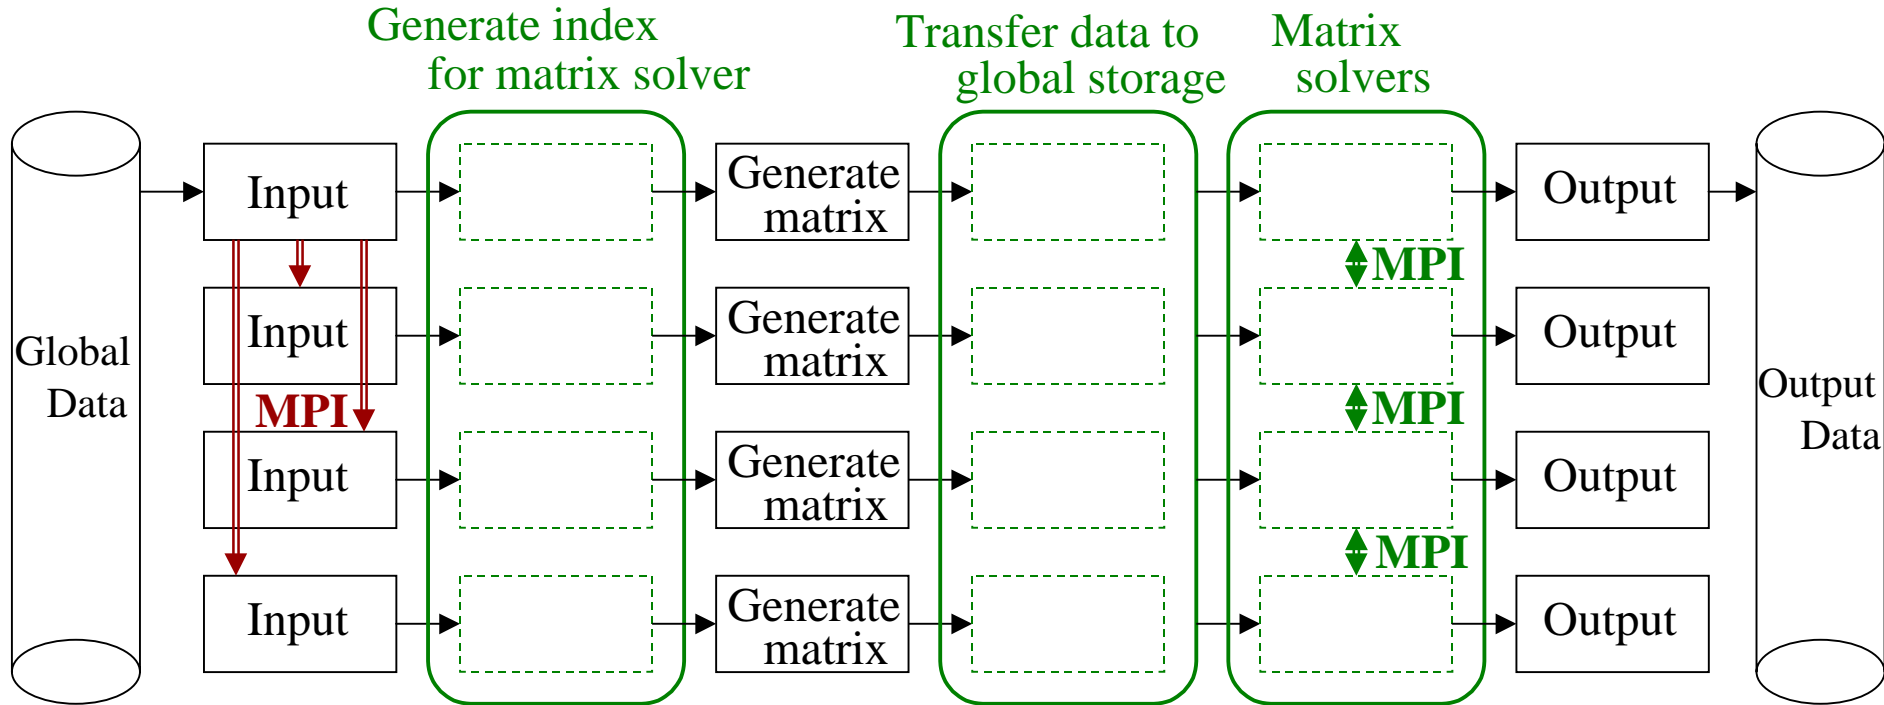 Generate index
for matrix solver
Transfer data to
global storage
Matrix
solvers
Global
Data
Input
Generate
matrix
Output
MPI
Input
Generate
matrix
Output
MPI
MPI
Input
Generate
matrix
Output
MPI
Input
Generate
matrix
Output
Output
Data